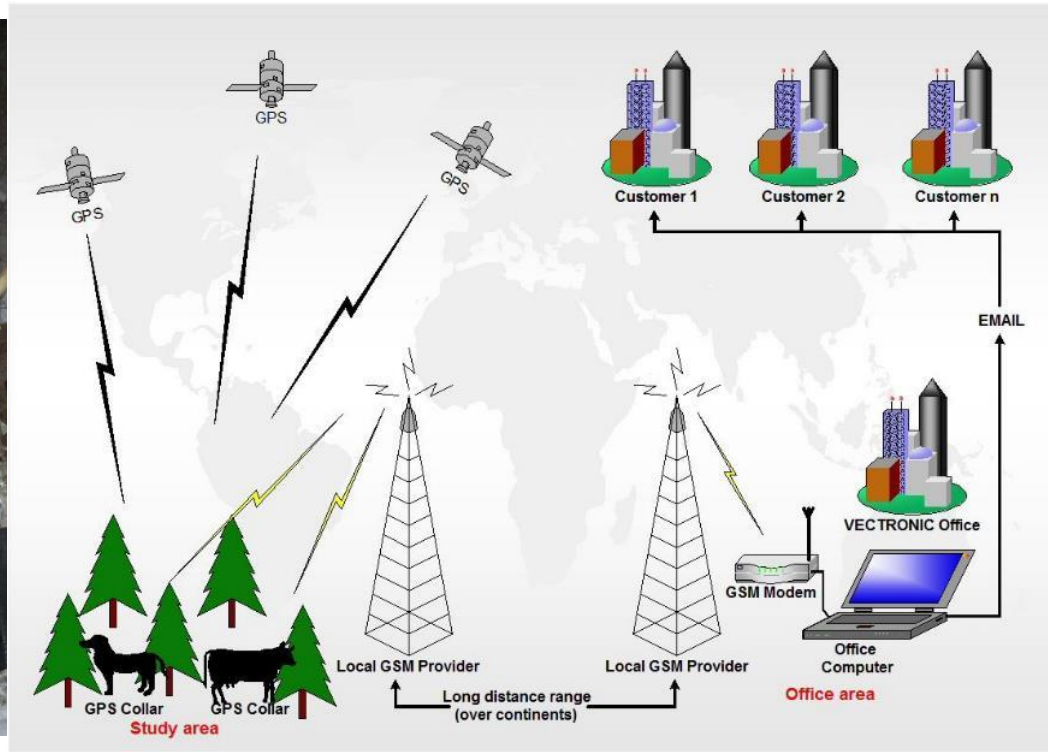 GPS
GPS
GPS
Customer 1
Customer 2
Customer n
EMAIL
VECTRONIC Office
GSM Modem
Office
Computer
Local GSM Provider
Local GSM Provider
Long distance range
(over continents)
Office area
GPS Collar
GPS Collar
Study area